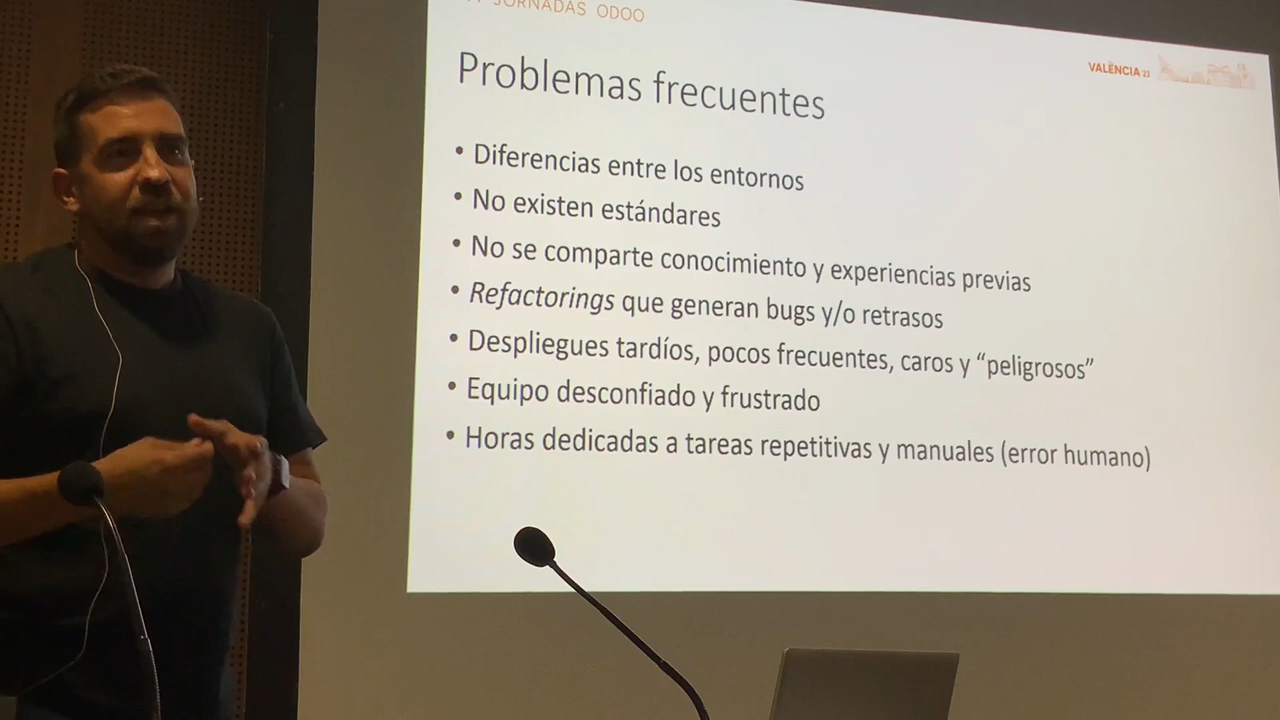 JORNADAS ODOO
VALÈNCIA 23
Problemas frecuentes
• Diferencias entre los entornos
• No existen estándares
• No se comparte conocimiento y experiencias previas
• Refactorings que generan bugs y/o retrasos
• Despliegues tardíos, pocos frecuentes, caros y “peligrosos”
• Equipo desconfiado y frustrado
• Horas dedicadas a tareas repetitivas y manuales (error humano)